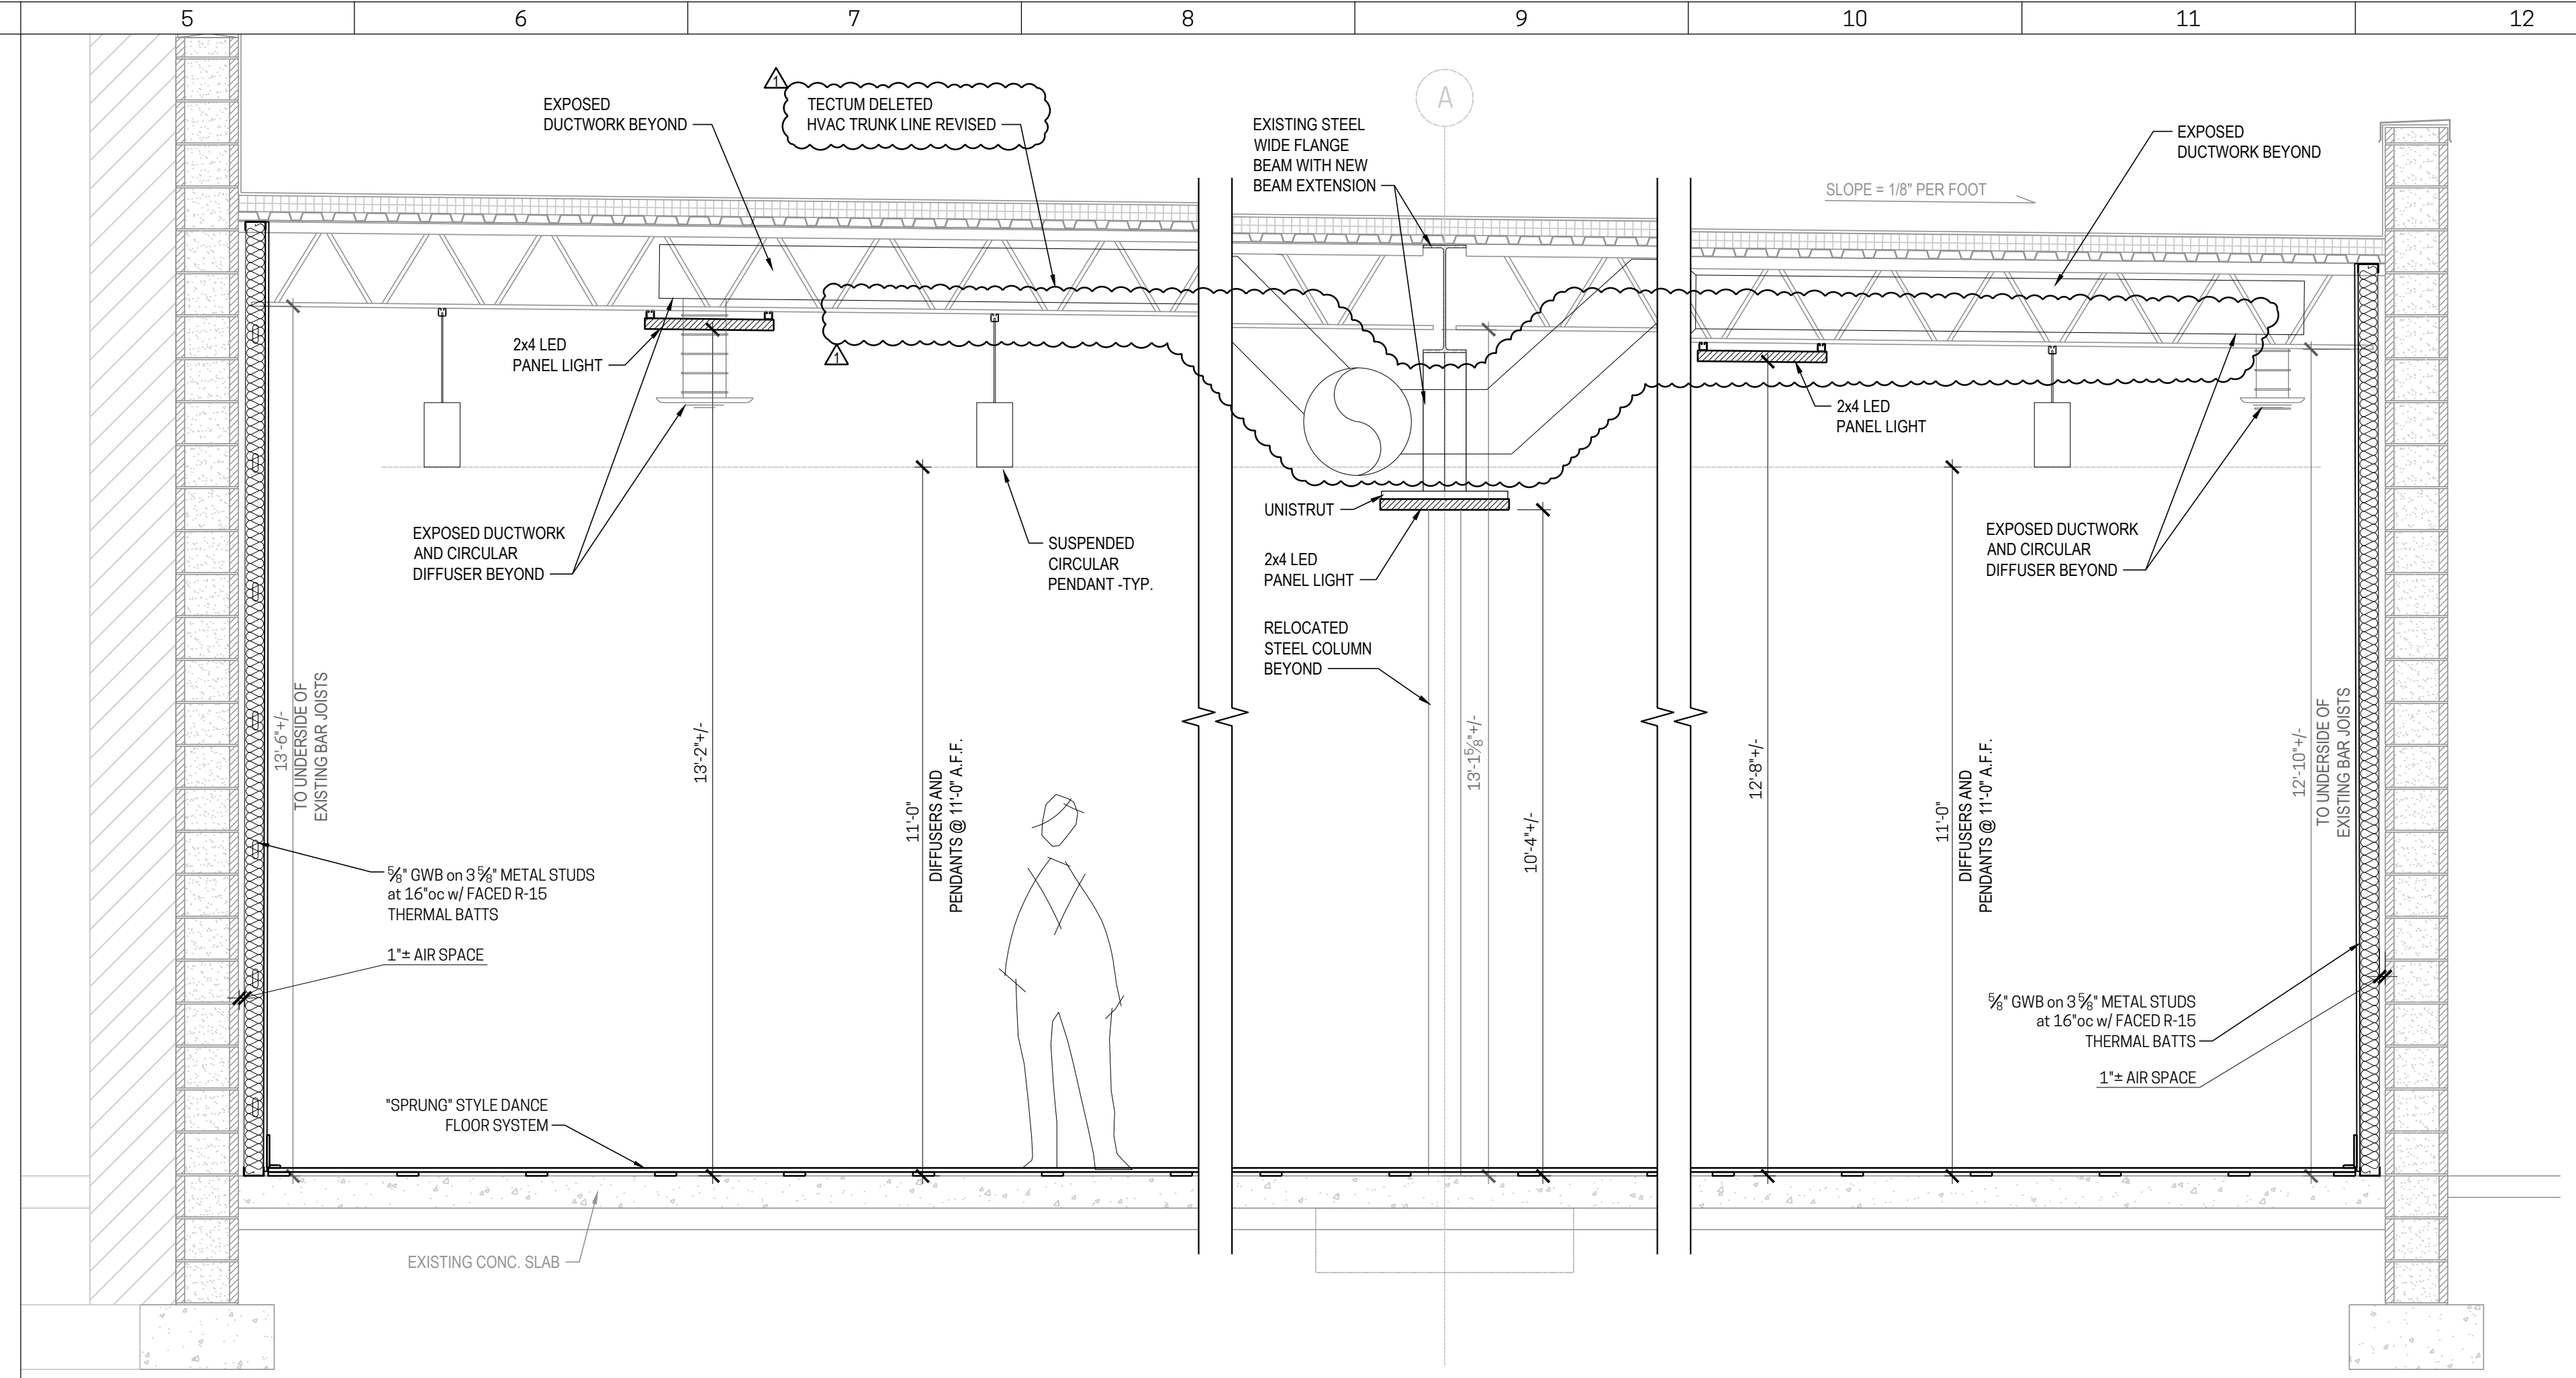 5
6
7
8
9
10
11
12
EXPOSED
DUCTWORK BEYOND
1
TECTUM DELETED
HVAC TRUNK LINE REVISED
EXISTING STEEL
WIDE FLANGE
BEAM WITH NEW
BEAM EXTENSION
A
EXPOSED
DUCTWORK BEYOND
SLOPE = 1/8" PER FOOT
2x4 LED
PANEL LIGHT
1
2x4 LED
PANEL LIGHT
EXPOSED DUCTWORK
AND CIRCULAR
DIFFUSER BEYOND
SUSPENDED
CIRCULAR
PENDANT -TYP.
UNISTRUT
2x4 LED
PANEL LIGHT
RELOCATED
STEEL COLUMN
BEYOND
EXPOSED DUCTWORK
AND CIRCULAR
DIFFUSER BEYOND
13'-6"+/-
TO UNDERSIDE OF
EXISTING BAR JOISTS
13'-2"+/-
11'-0"
DIFFUSERS AND
PENDANTS @ 11'-0" A.F.F.
13'-1⅝"+/-
10'-4"+/-
12'-8"+/-
11'-0"
DIFFUSERS AND
PENDANTS @ 11'-0" A.F.F.
12'-10"+/-
TO UNDERSIDE OF
EXISTING BAR JOISTS
⅝" GWB on 3⅝" METAL STUDS
at 16"oc w/ FACED R-15
THERMAL BATTS
1"± AIR SPACE
⅝" GWB on 3⅝" METAL STUDS
at 16"oc w/ FACED R-15
THERMAL BATTS
1"± AIR SPACE
"SPRUNG" STYLE DANCE
FLOOR SYSTEM
EXISTING CONC. SLAB